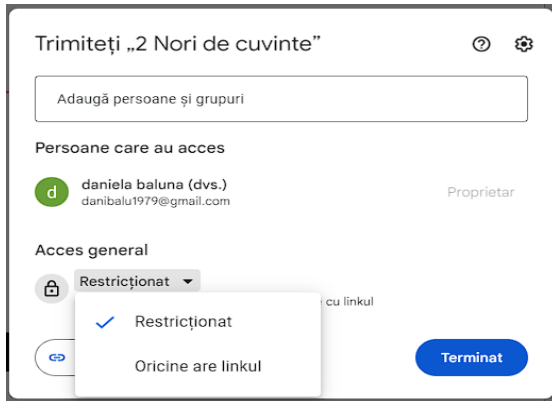 Trimiteți „2 Nori de cuvinte”
Adaugă persoane și grupuri
Persoane care au acces
d
daniela baluna (dvs.)
Proprietar
danibalu1979@gmail.com
Acces general
Restricționat
cu linkul
Restricționat
Oricine are linkul
Terminat